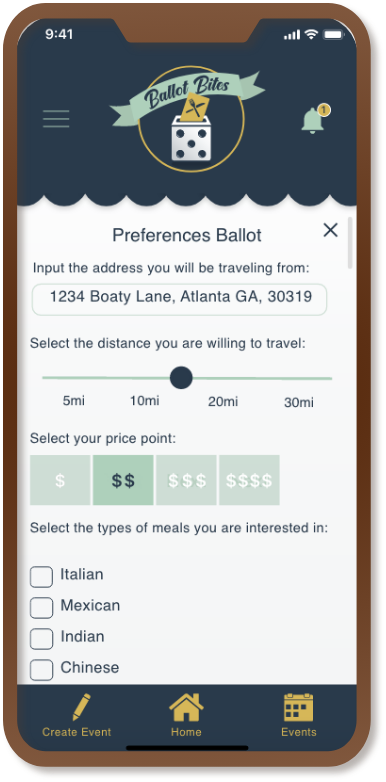 9:41
Ballot Bites
1
Preferences Ballot
Input the address you will be traveling from:
1234 Boaty Lane, Atlanta GA, 30319
Select the distance you are willing to travel:
5mi 10mi 20mi 30mi
Select your price point:
$ $$ $$$ $$$$
Select the types of meals you are interested in:
Italian
Mexican
Indian
Chinese
Create Event Home Events